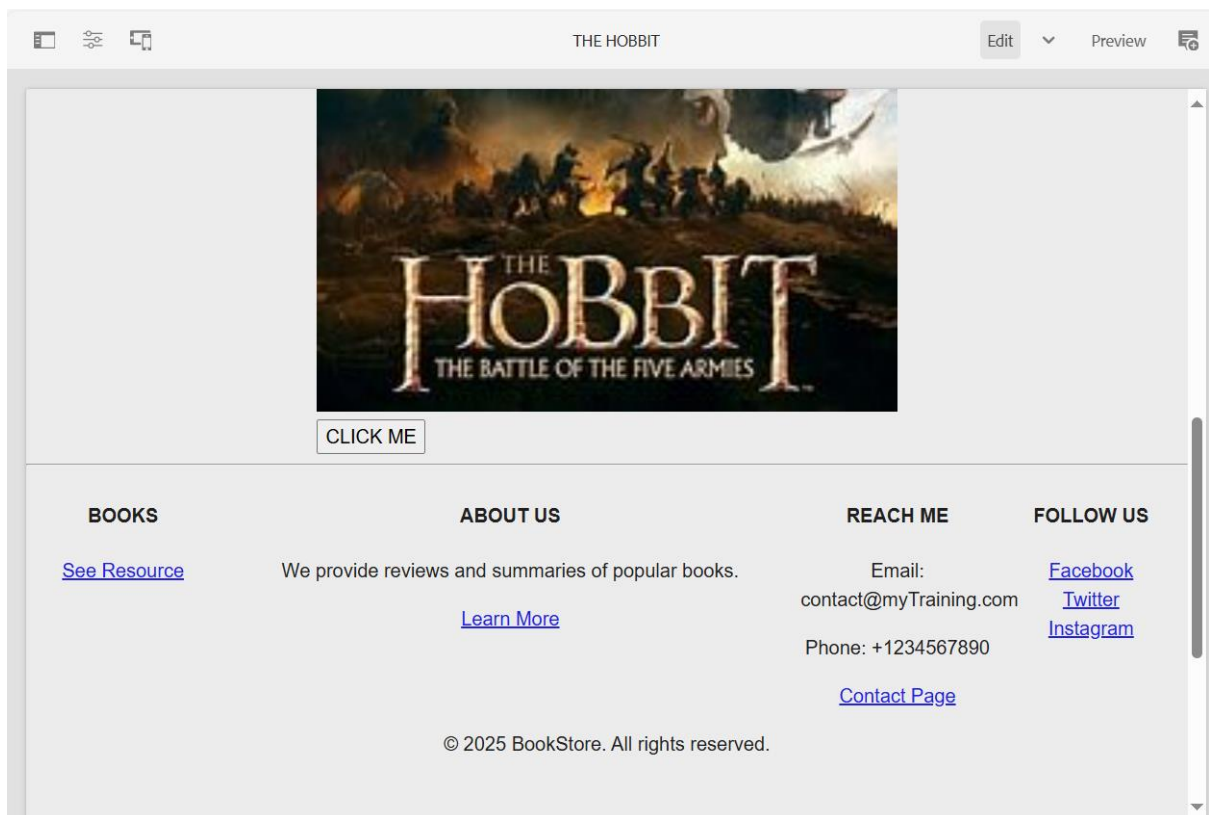 THE HOBBIT
Edit
Preview
THE
HOBBIT
THE BATTLE OF THE FIVE ARMIES
CLICK ME
BOOKS
See Resource
ABOUT US
We provide reviews and summaries of popular books.
Learn More
REACH ME
Email:
contact@myTraining.com
Phone: +1234567890
Contact Page
FOLLOW US
Facebook
Twitter
Instagram
© 2025 BookStore. All rights reserved.